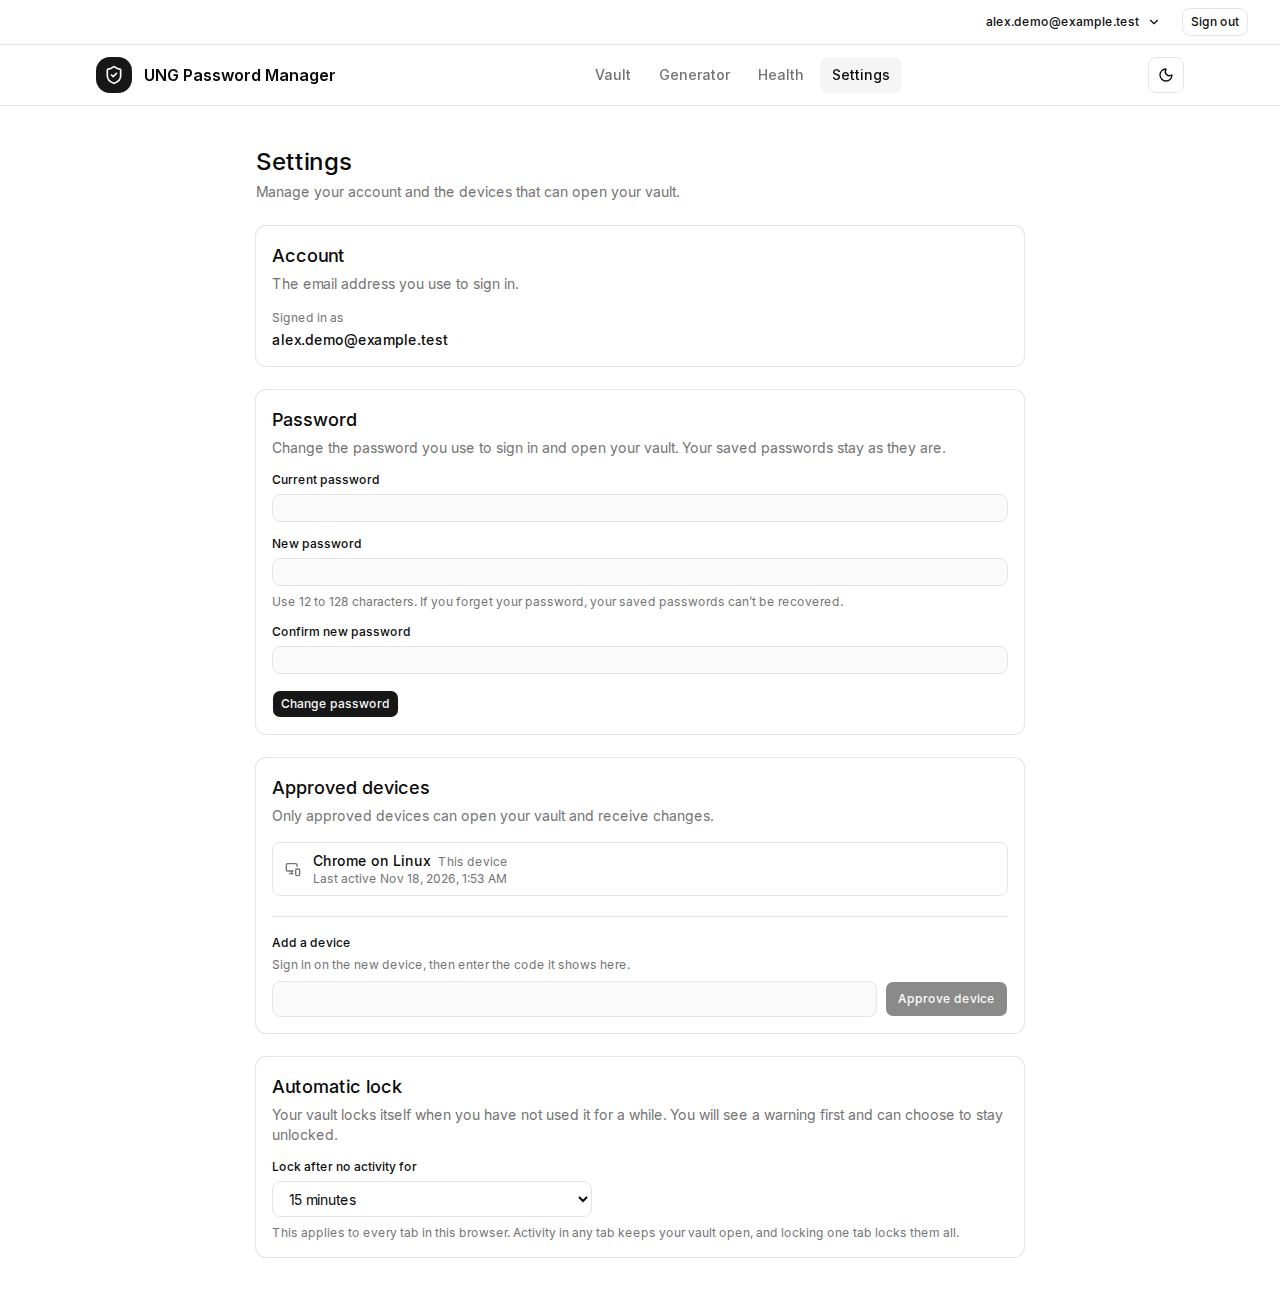 alex.demo@example.test
Sign out
UNG Password Manager
Vault
Generator
Health
Settings
Settings
Manage your account and the devices that can open your vault.
Account
The email address you use to sign in.
Signed in as
alex.demo@example.test
Password
Change the password you use to sign in and open your vault. Your saved passwords stay as they are.
Current password
New password
Use 12 to 128 characters. If you forget your password, your saved passwords can’t be recovered.
Confirm new password
Change password
Approved devices
Only approved devices can open your vault and receive changes.
Chrome on Linux This device
Last active Nov 18, 2026, 1:53 AM
Add a device
Sign in on the new device, then enter the code it shows here.
Approve device
Automatic lock
Your vault locks itself when you have not used it for a while. You will see a warning first and can choose to stay
unlocked.
Lock after no activity for
15 minutes
This applies to every tab in this browser. Activity in any tab keeps your vault open, and locking one tab locks them all.